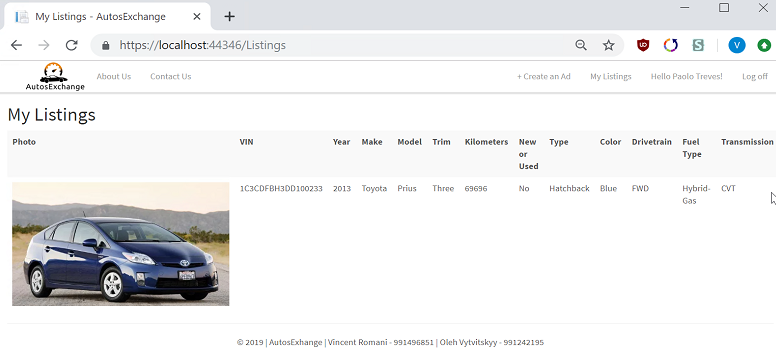 My Listings - AutosExchange
https://localhost:44346/Listings
AutosExchange About Us Contact Us + Create an Ad My Listings Hello Paolo Treves! Log off
My Listings
Photo VIN Year Make Model Trim Kilometers New or Used Type Color Drivetrain Fuel Type Transmission
1C3CDFBH3DD100233 2013 Toyota Prius Three 69696 No Hatchback Blue FWD Hybrid-Gas CVT
© 2019 | AutosExhange | Vincent Romani - 991496851 | Oleh Vytvitskyy - 991242195